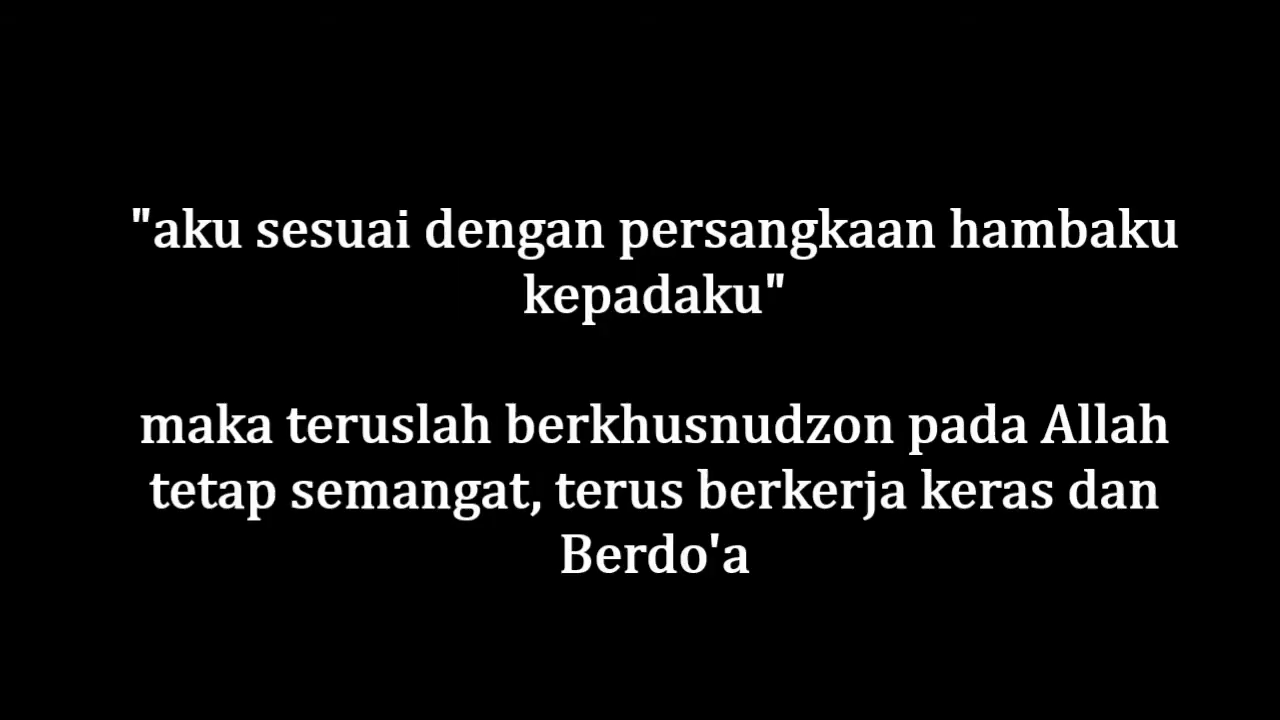 "aku sesuai dengan persangkaan hambaku
kepadaku"
maka teruslah berkhusnudzon pada Allah
tetap semangat, terus berkerja keras dan
Berdo'a